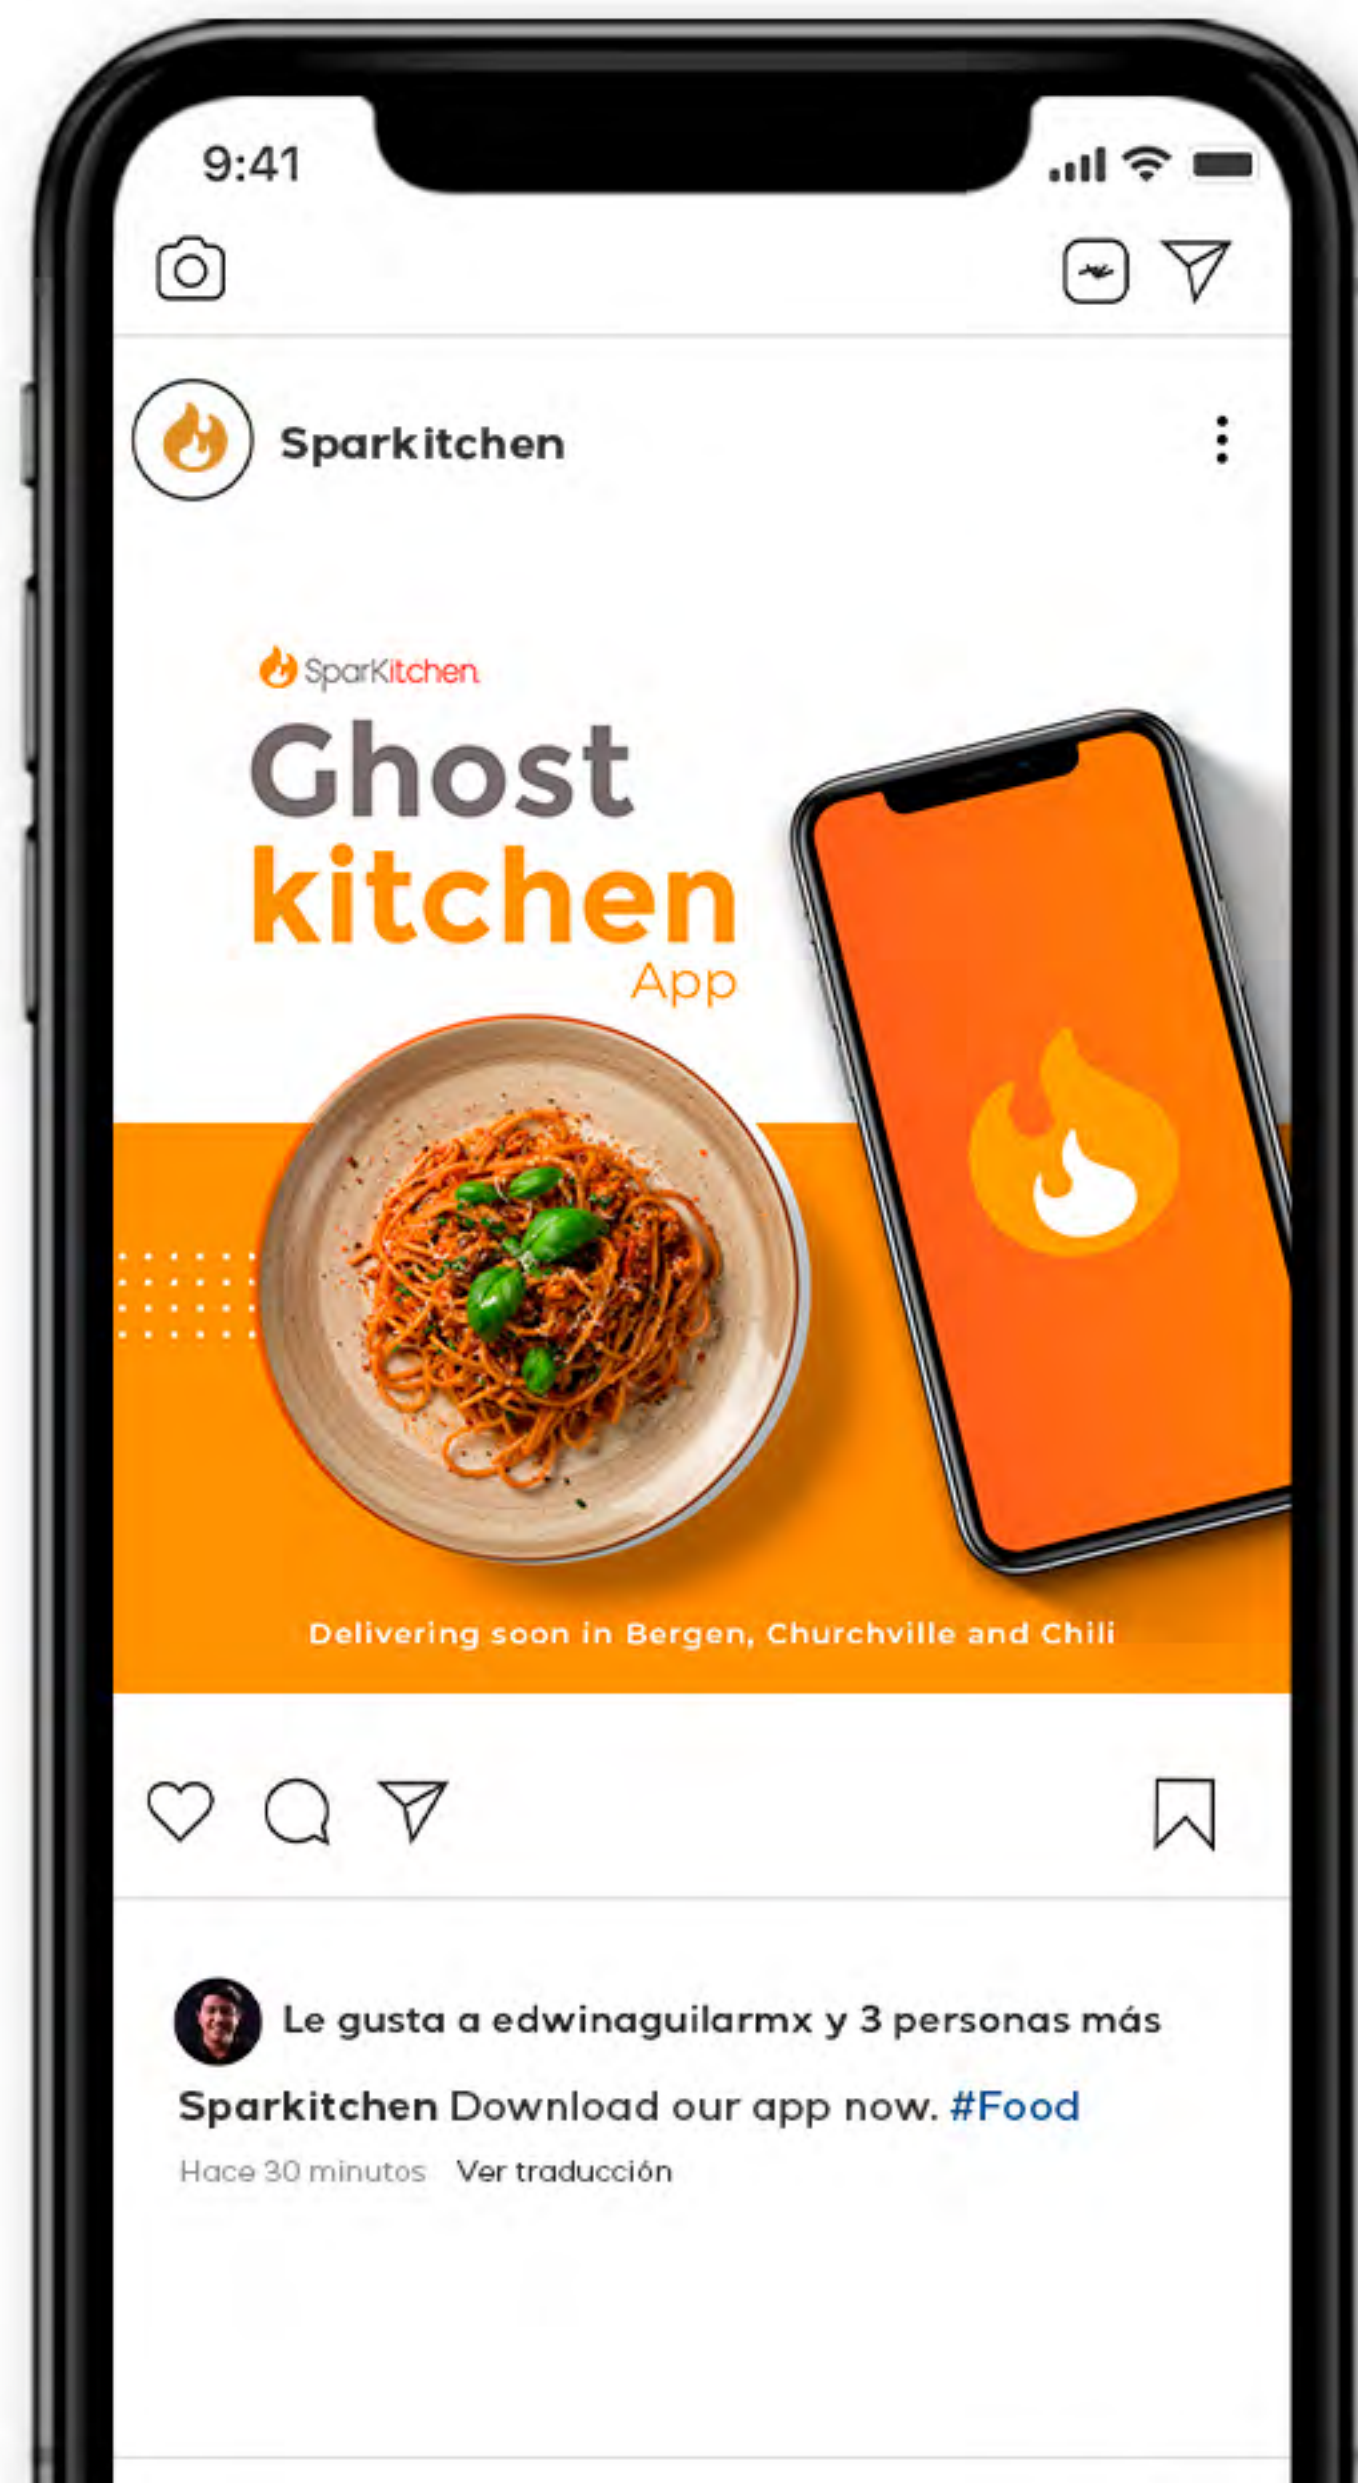 9:41
Sparkitchen
SparKitchen
Ghost
kitchen
App
Delivering soon in Bergen, Churchville and Chili
Le gusta a edwinaguilarmx y 3 personas más
Sparkitchen Download our app now. #Food
Hace 30 minutos Ver traducción